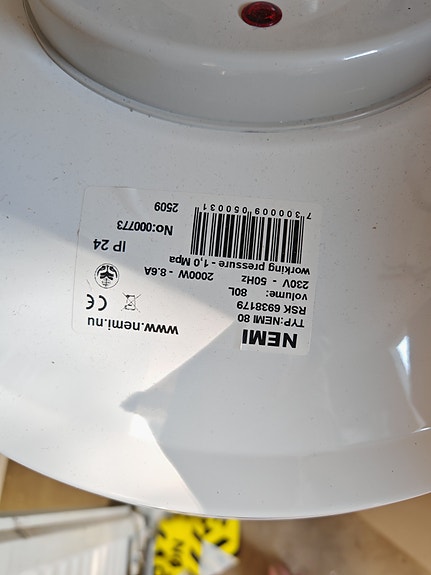 NEMI
www.nemi.nu
TYP:NEMI 80
RSK 6938179
volume: 80L
230V - 50Hz 2000W - 8.6A
working pressure - 1,0 Mpa
CE
IP 24
No:000773
2509
7 300009 050031